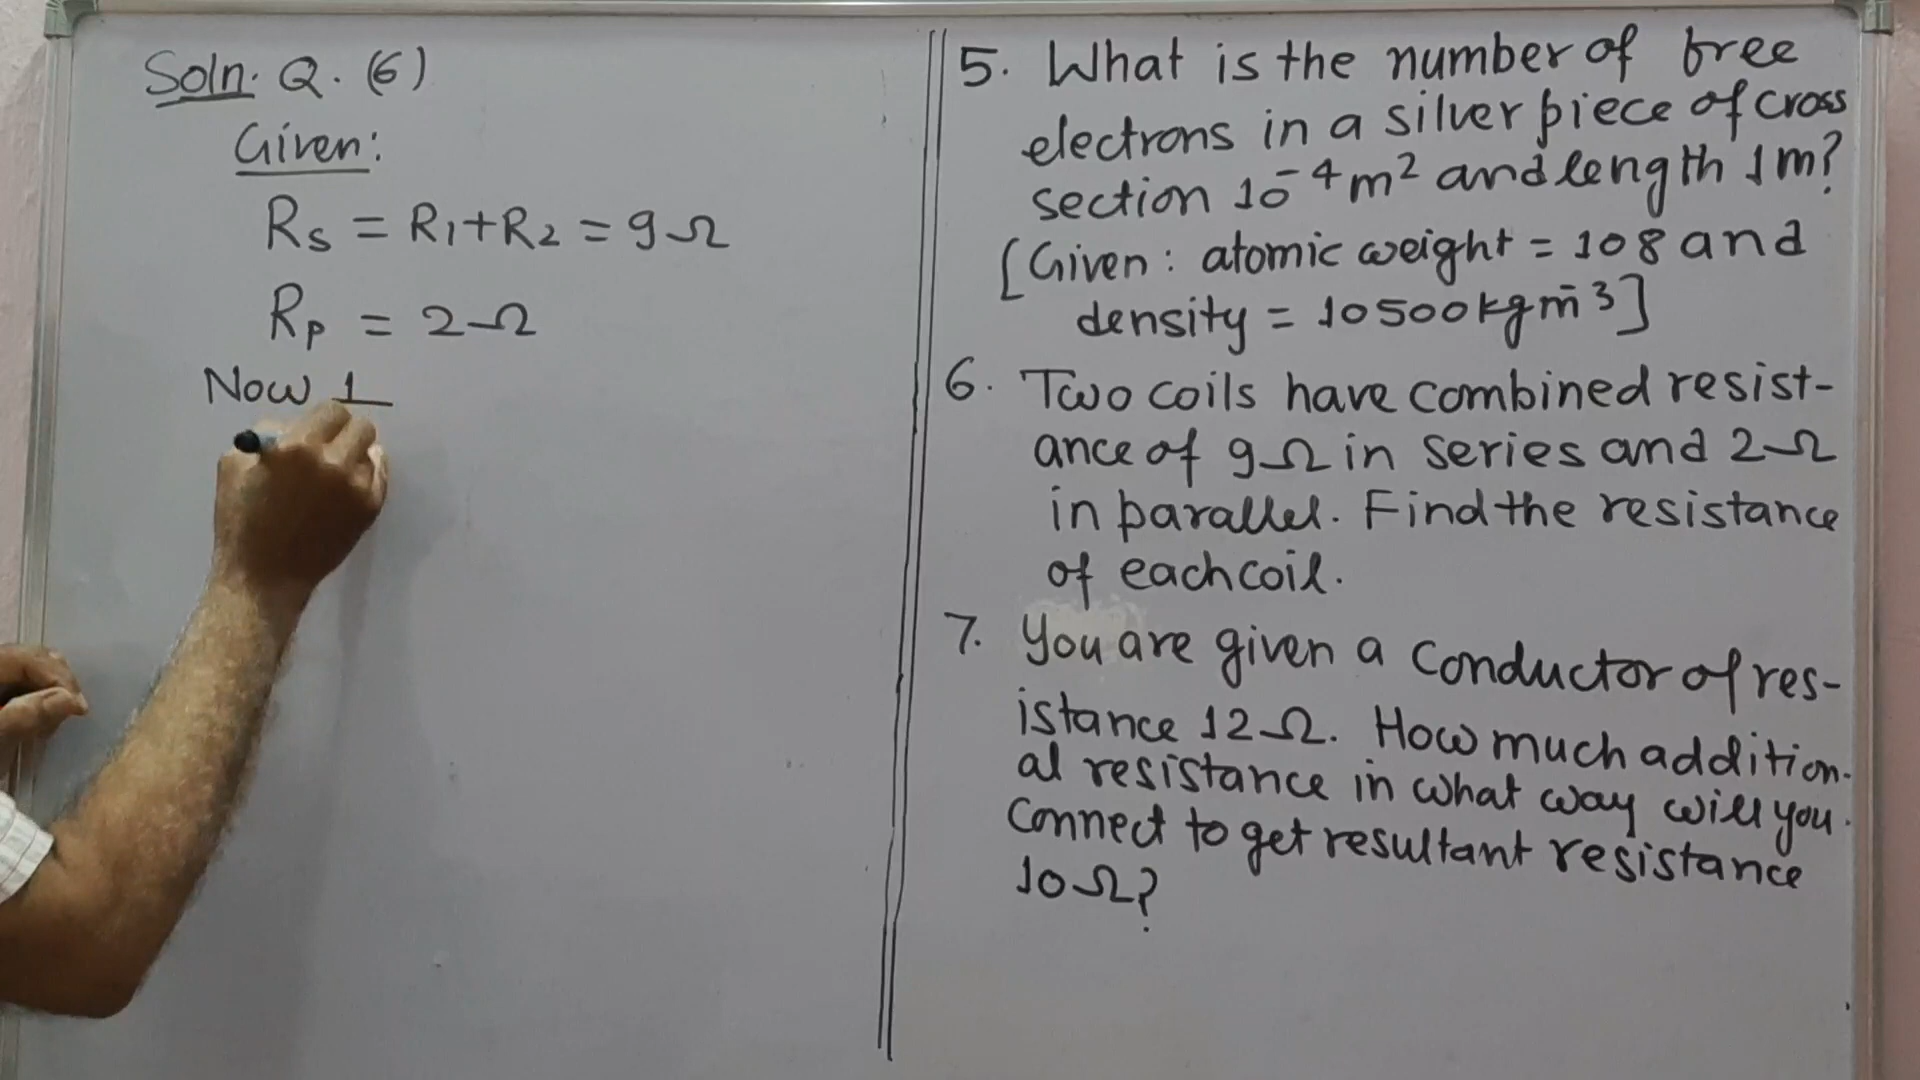 Soln. Q. (6)
Given:
Rs = R1+R2 = 9Ω
Rp = 2Ω
Now 1
5. What is the number of free
electrons in a silver piece of cross
section 10⁻⁴m² and length 1m?
[Given: atomic weight = 108 and
density = 10500kgm⁻³]
6. Two coils have combined resist-
ance of 9Ω in series and 2Ω
in parallel. Find the resistance
of each coil.
7. You are given a conductor of res-
istance 12Ω. How much addition-
al resistance in what way will you
connect to get resultant resistance
10Ω?